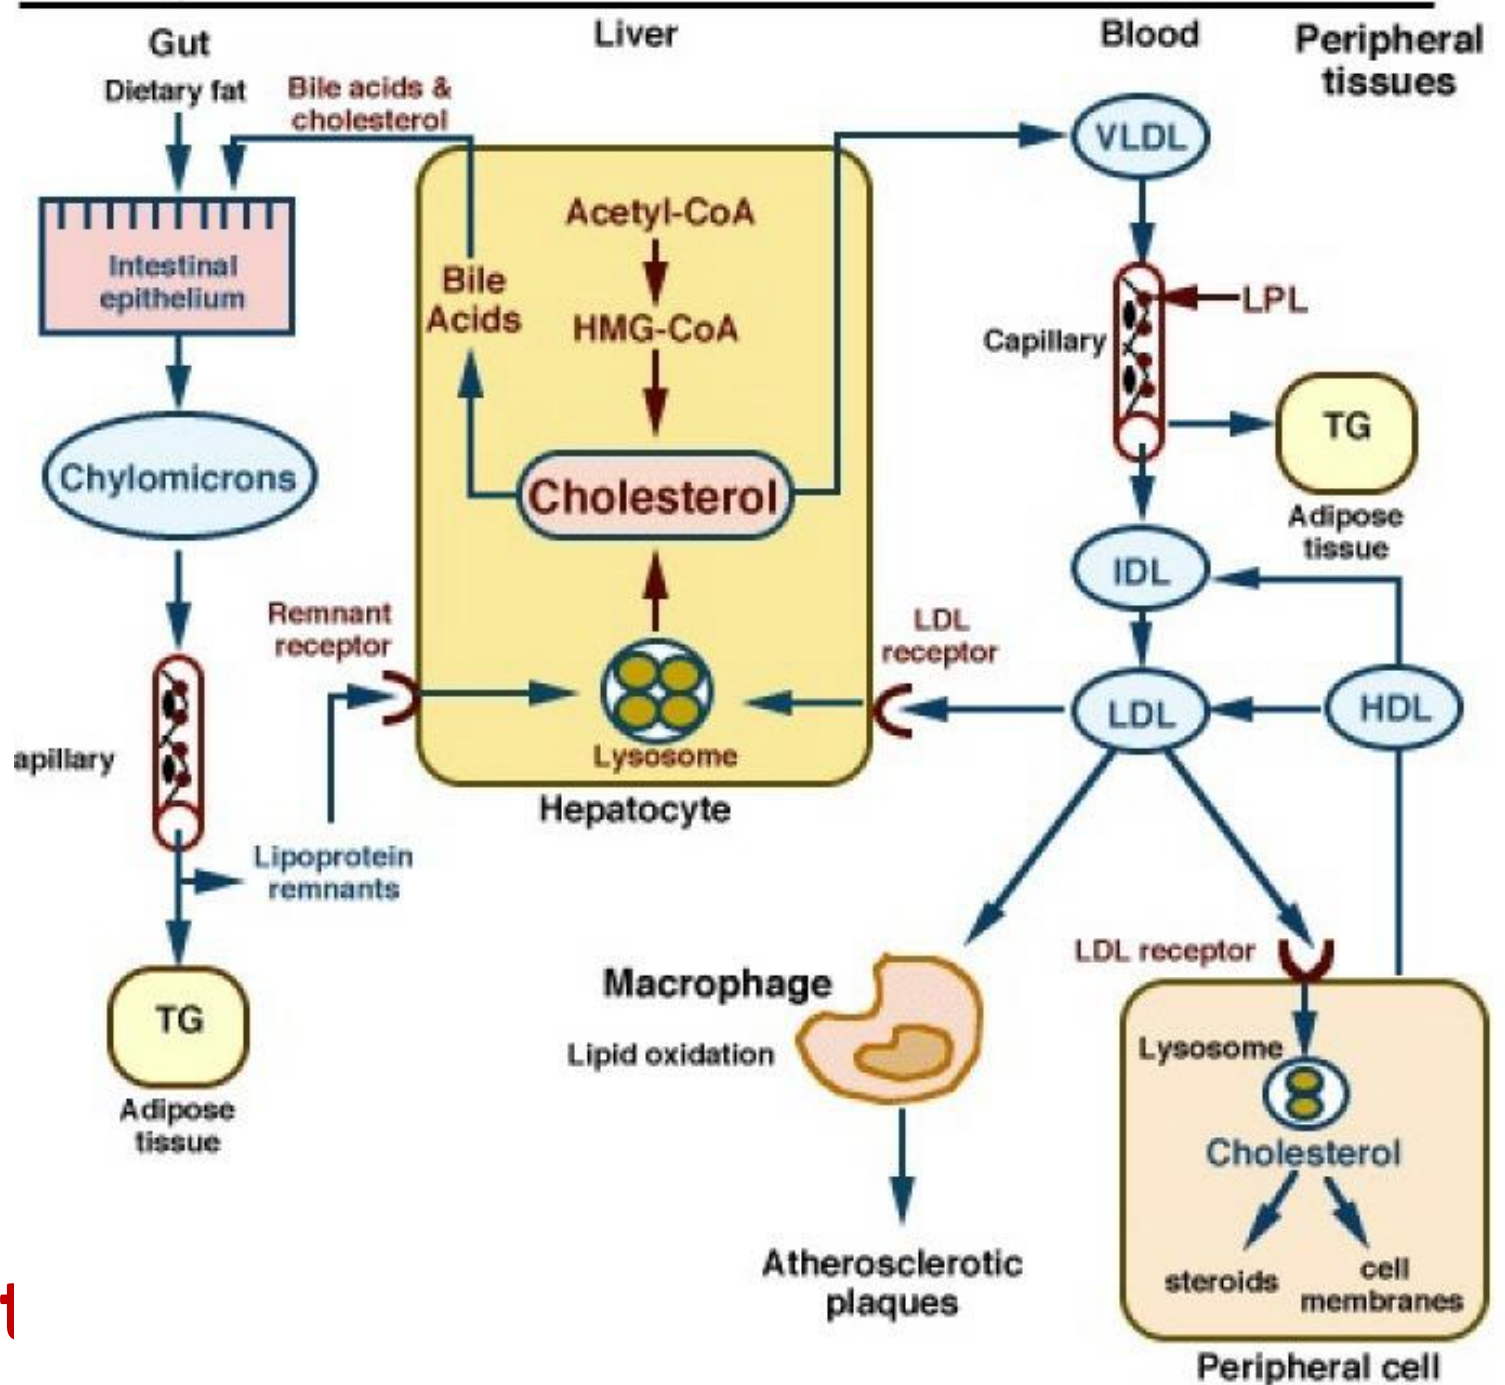 Gut
Liver
Blood
Peripheral
tissues
Dietary fat
Bile acids &
cholesterol
Intestinal
epithelium
Chylomicrons
apillary
Lipoprotein
remnants
TG
Adipose
tissue
Remnant
receptor
Acetyl-CoA
HMG-CoA
Bile
Acids
Cholesterol
Lysosome
Hepatocyte
VLDL
LPL
Capillary
TG
Adipose
tissue
IDL
LDL
receptor
LDL
HDL
Macrophage
Lipid oxidation
Atherosclerotic
plaques
LDL receptor
Lysosome
Cholesterol
steroids
cell
membranes
Peripheral cell
t